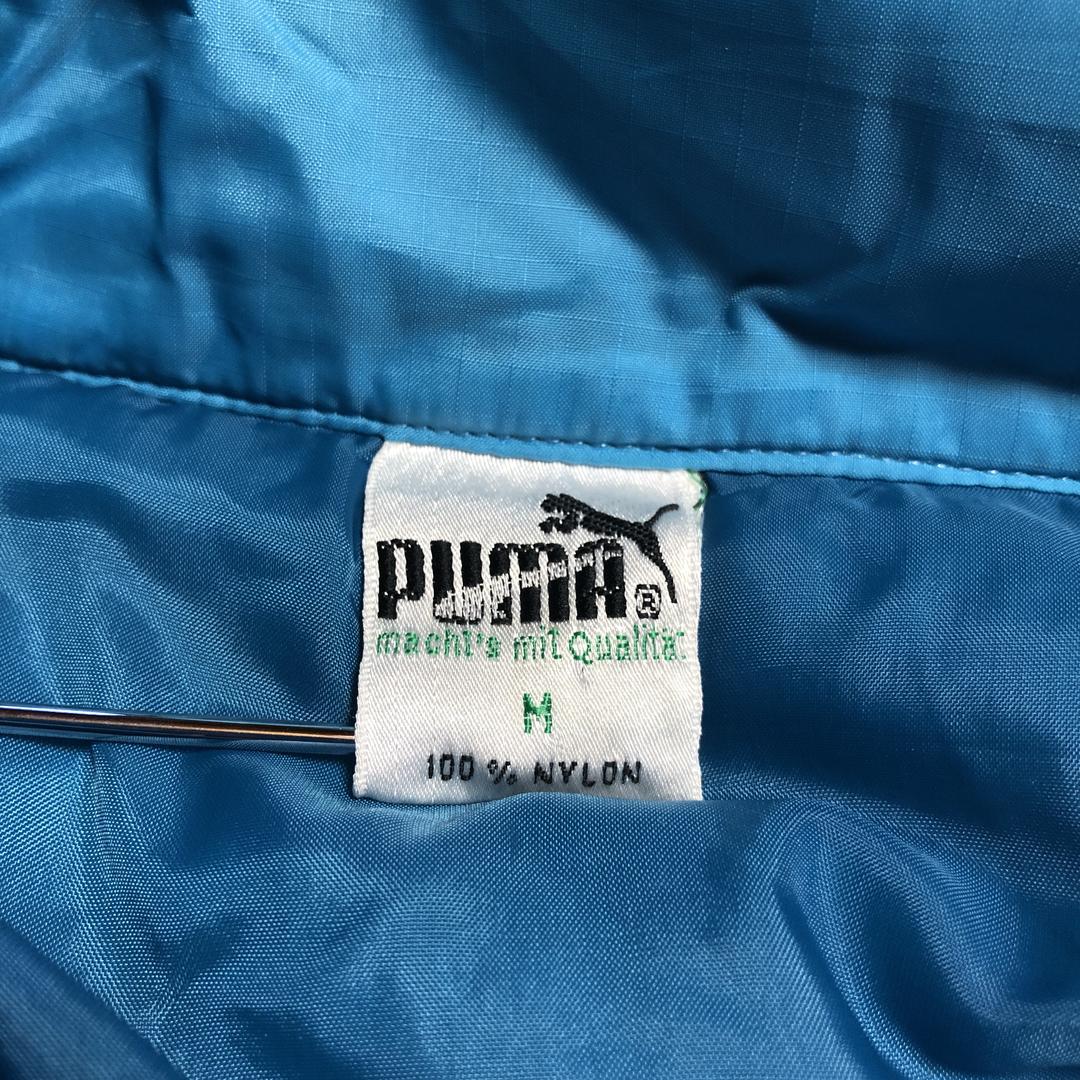 PUMA®
macht's mit Qualität
M
100 % NYLON